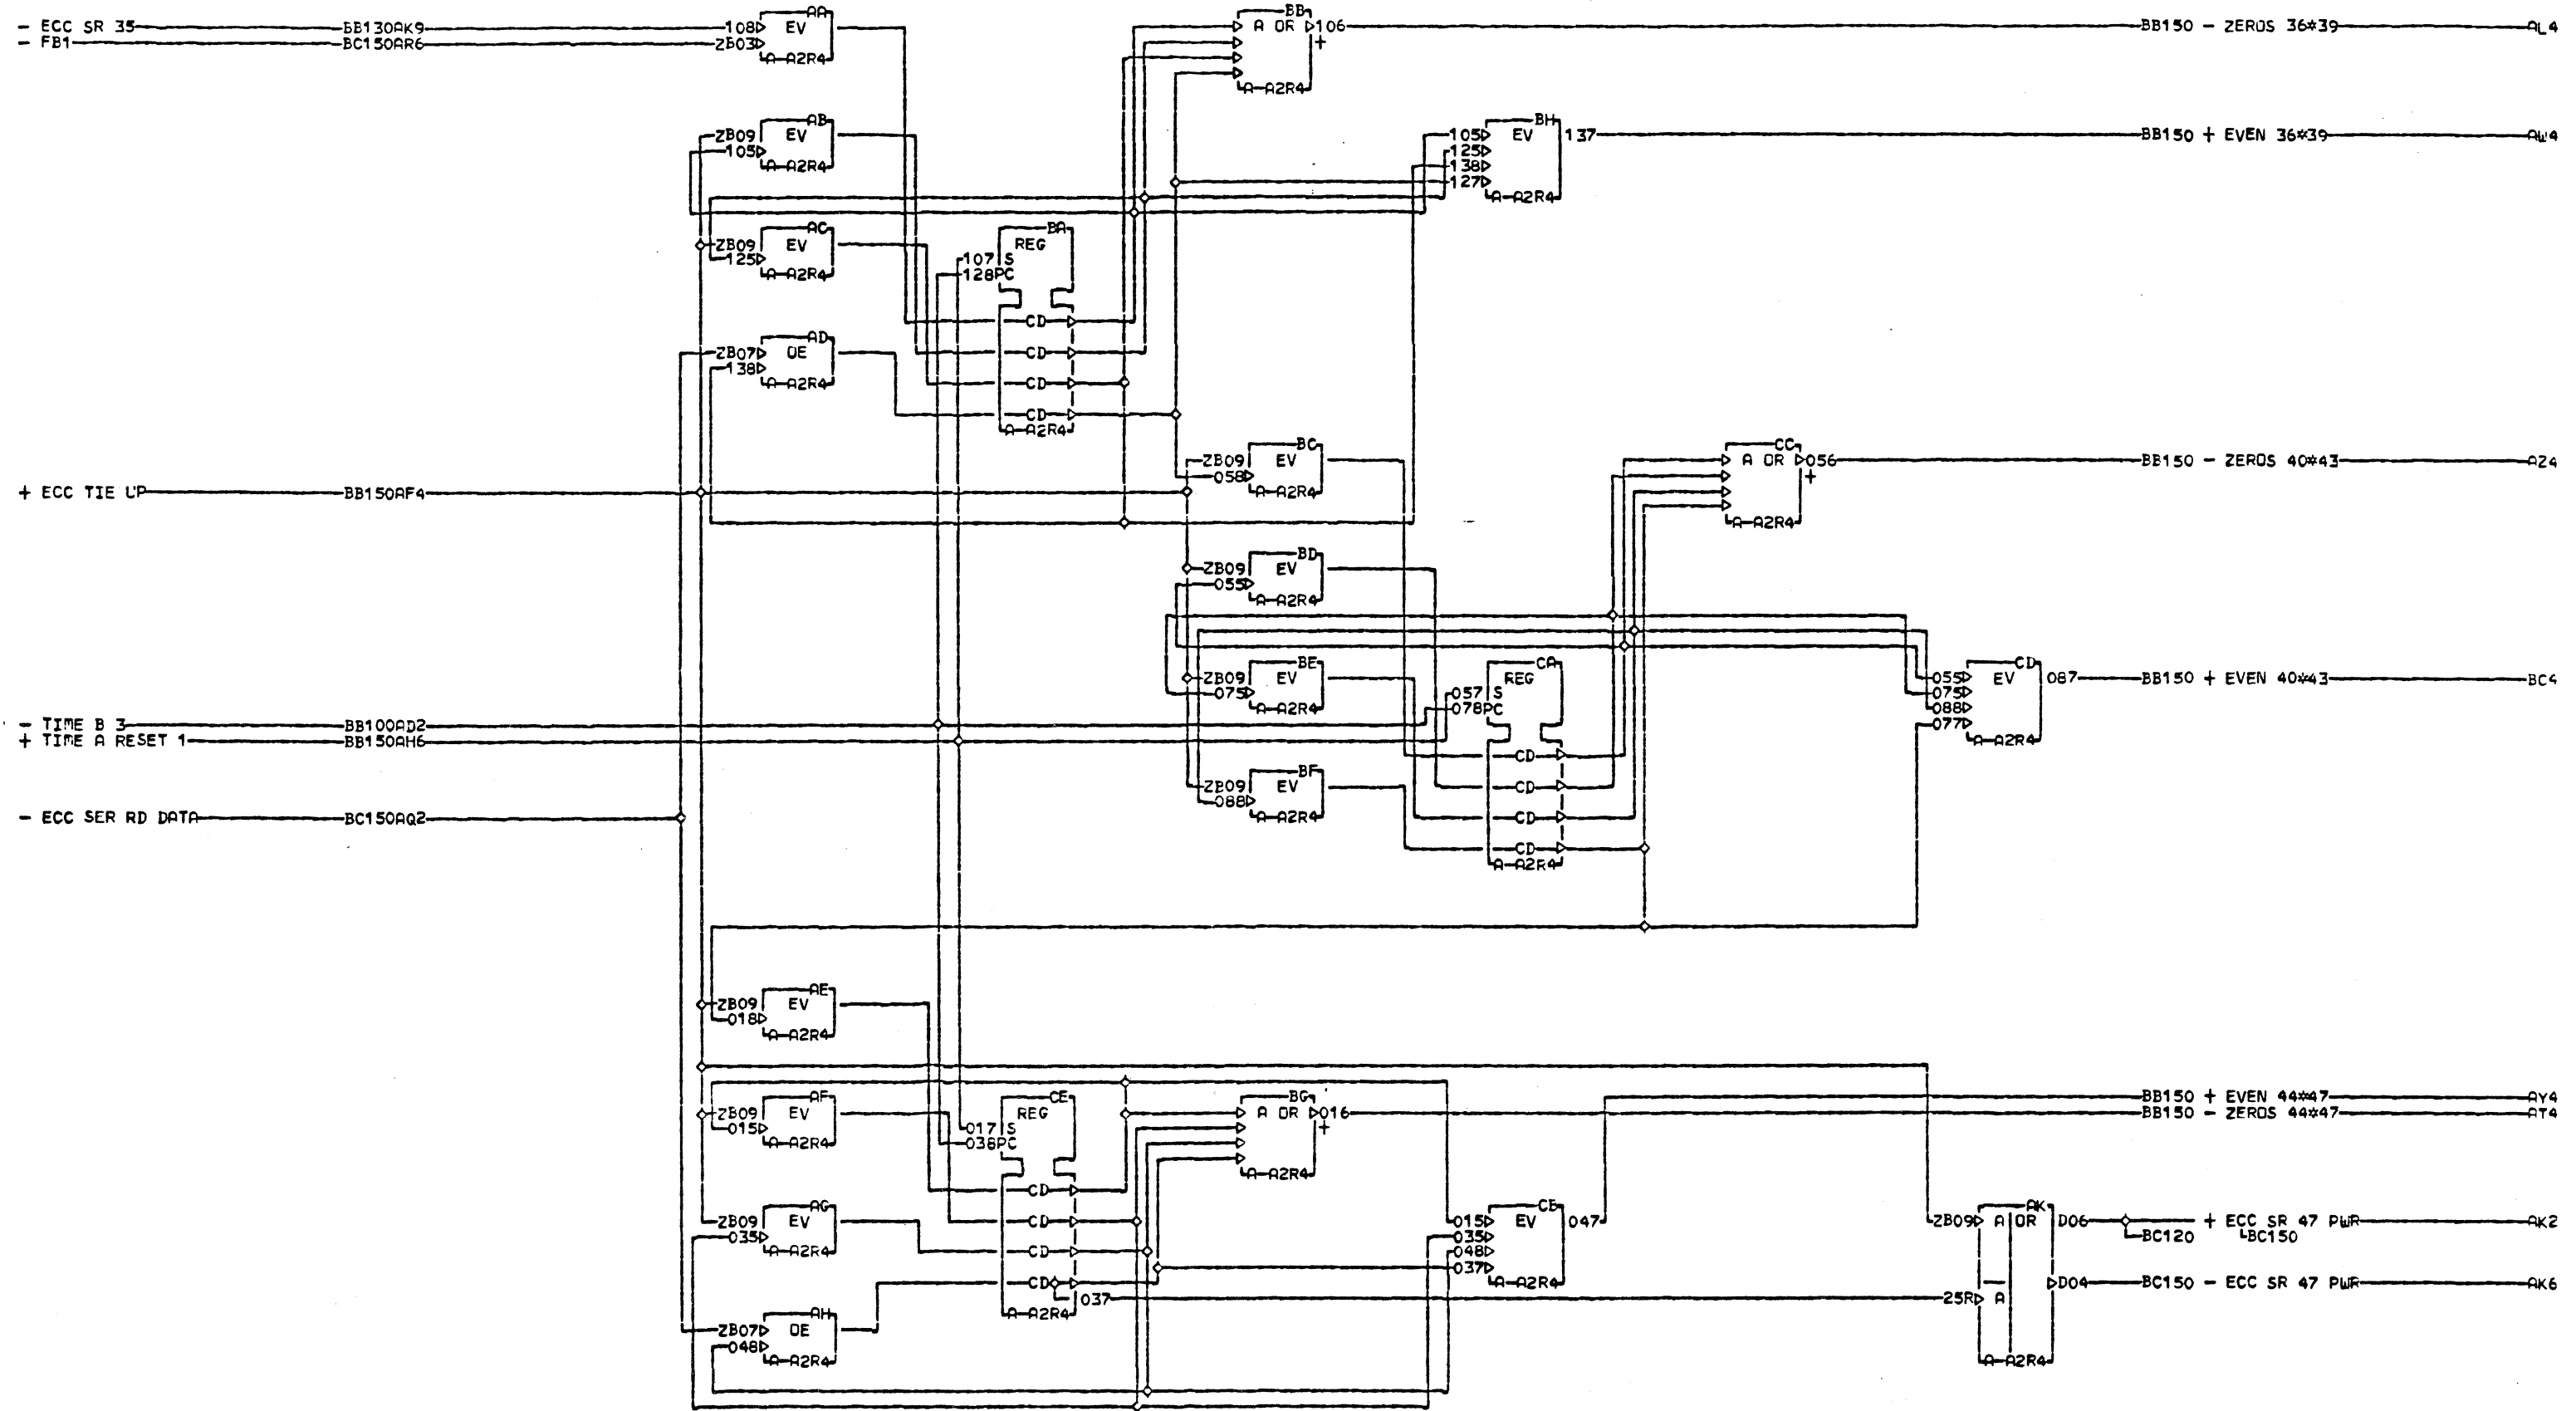 - ECC SR 35 BB130AK9 108 EV AA
- FB1 BC150AR6 ZB03
A-A2R4
BB
A OR 106 BB150 - ZEROS 36*39 AL4
+
A-A2R4
AB
ZB09 EV
105
A-A2R4
BH
105 EV 137 BB150 + EVEN 36*39 AW4
125
138
127
A-A2R4
AC
ZB09 EV
125
A-A2R4
BA
REG
107 S
128PC
CD
CD
CD
CD
A-A2R4
AD
ZB07 OE
138
A-A2R4
BC
ZB09 EV
058
A-A2R4
CC
A OR 056 BB150 - ZEROS 40*43 AZ4
+
A-A2R4
+ ECC TIE UP BB150AF4
BD
ZB09 EV
055
A-A2R4
BE
ZB09 EV
075
A-A2R4
CA
REG
057 S
078PC
CD
CD
CD
CD
A-A2R4
CD
055 EV 087 BB150 + EVEN 40*43 BC4
075
088
077
A-A2R4
- TIME B 3 BB100AD2
+ TIME A RESET 1 BB150AH6
BF
ZB09 EV
088
A-A2R4
- ECC SER RD DATA BC150AQ2
AE
ZB09 EV
018
A-A2R4
AF
ZB09 EV
015
A-A2R4
CE
REG
017 S
038PC
CD
CD
CD
CD
037
A-A2R4
BG
A OR 016
+
A-A2R4
BB150 + EVEN 44*47 AY4
BB150 - ZEROS 44*47 AT4
AG
ZB09 EV
035
A-A2R4
CB
015 EV 047
035
048
037
A-A2R4
AK
ZB09 A OR D06 + ECC SR 47 PWR AK2
BC120 BC150
D04 BC150 - ECC SR 47 PWR AK6
25R A
A-A2R4
AH
ZB07 OE
048
A-A2R4